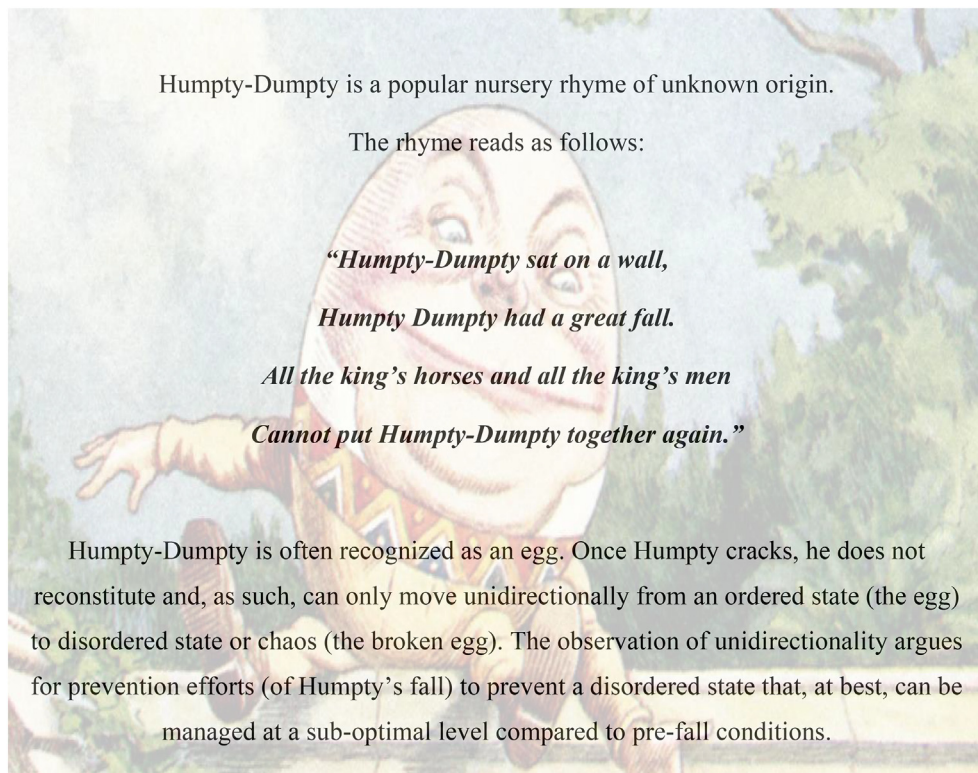 Humpty-Dumpty is a popular nursery rhyme of unknown origin.
The rhyme reads as follows:
“Humpty-Dumpty sat on a wall,
Humpty Dumpty had a great fall.
All the king’s horses and all the king’s men
Cannot put Humpty-Dumpty together again.”
Humpty-Dumpty is often recognized as an egg. Once Humpty cracks, he does not
reconstitute and, as such, can only move unidirectionally from an ordered state (the egg)
to disordered state or chaos (the broken egg). The observation of unidirectionality argues
for prevention efforts (of Humpty’s fall) to prevent a disordered state that, at best, can be
managed at a sub-optimal level compared to pre-fall conditions.